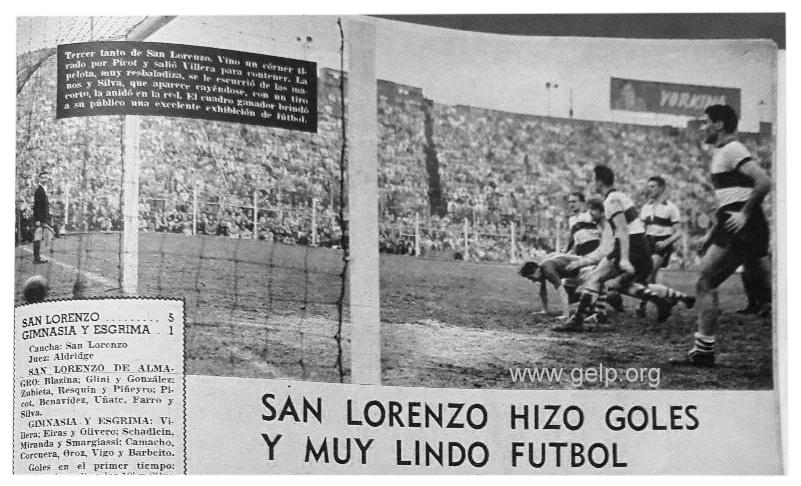 Tercer tanto de San Lorenzo. Vino un córner ti-
rado por Picot y salió Villera para contener. La
pelota, muy resbaladiza, se le escurrió de las ma-
nos y Silva, que aparece cayéndose, con un tiro
corto, la anidó en la red. El cuadro ganador brindó
a su público una excelente exhibición de fútbol.
YORKINA
www.gelp.org
SAN LORENZO ........... 5
GIMNASIA Y ESGRIMA .. 1
Cancha: San Lorenzo
Juez: Aldridge
SAN LORENZO DE ALMA-
GRO: Blazina; Glini y González;
Zubieta, Resquín y Piñeyro; Pi-
cot, Benavídez, Uñate, Farro y
Silva.
GIMNASIA Y ESGRIMA: Vi-
llera; Eiras y Olivero; Schadlein,
Miranda y Smargiassi; Camacho,
Corcuera, Oroz, Vigo y Barbeito.
Goles en el primer tiempo:
SAN LORENZO HIZO GOLES
Y MUY LINDO FUTBOL